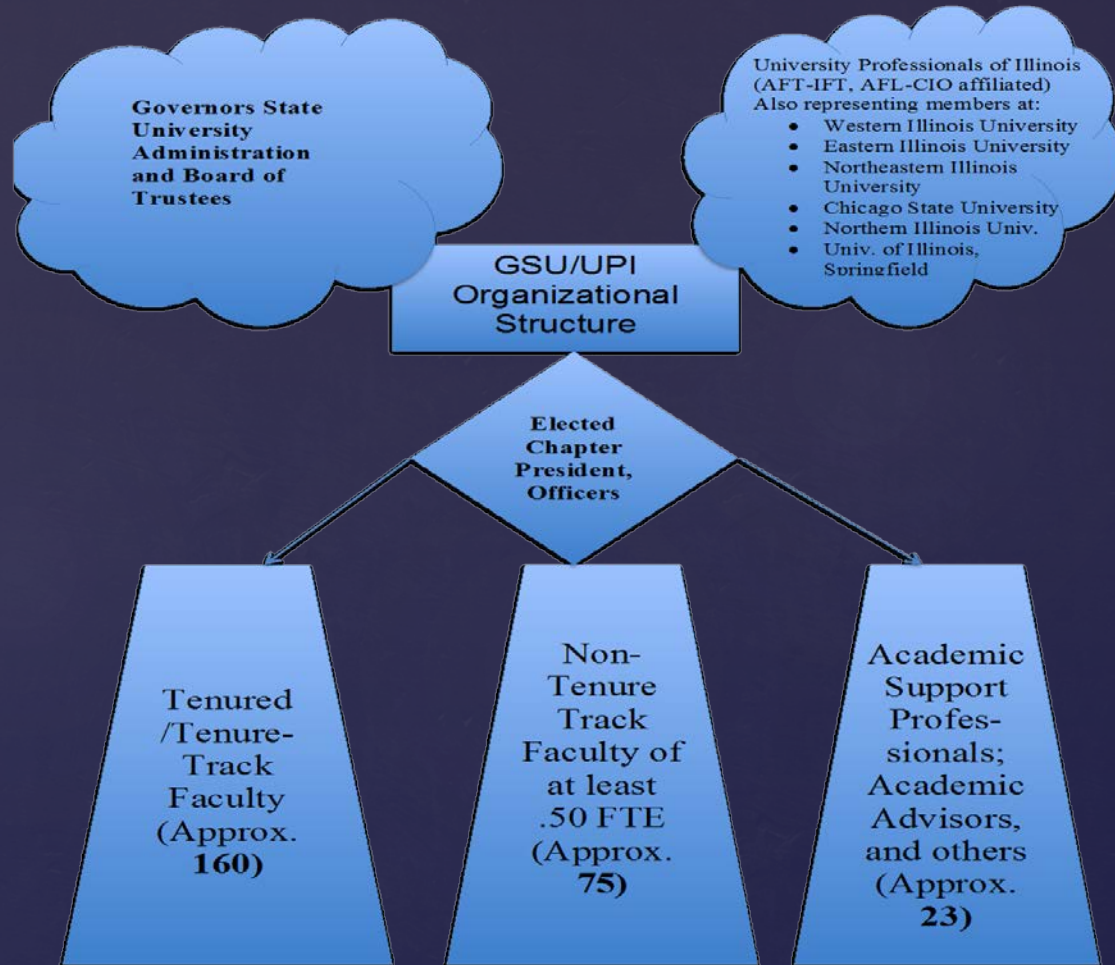 Governors State
University
Administration
and Board of
Trustees
University Professionals of Illinois
(AFT-IFT, AFL-CIO affiliated)
Also representing members at:
• Western Illinois University
• Eastern Illinois University
• Northeastern Illinois
University
• Chicago State University
• Northern Illinois Univ.
• Univ. of Illinois,
Springfield
GSU/UPI
Organizational
Structure
Elected
Chapter
President,
Officers
Tenured
/Tenure-
Track
Faculty
(Approx.
160)
Non-
Tenure
Track
Faculty of
at least
.50 FTE
(Approx.
75)
Academic
Support
Profes-
sionals;
Academic
Advisors,
and others
(Approx.
23)